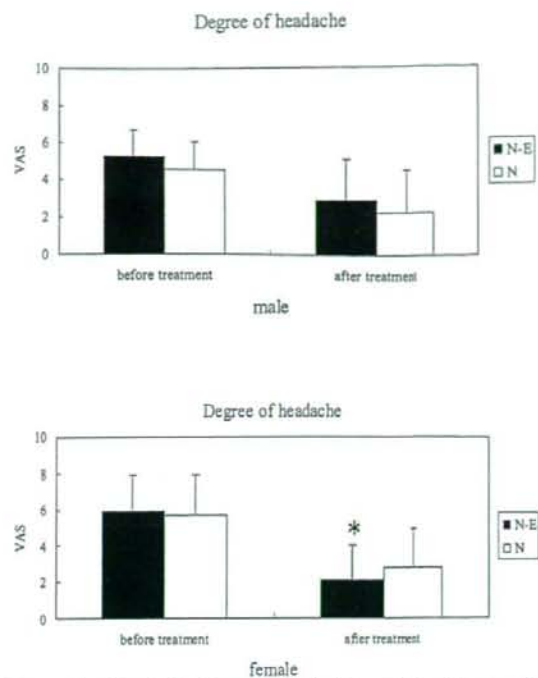 Degree of headache
10
8
6
4
2
0
VAS
N-E
N
before treatment after treatment
male
Degree of headache
10
8
6
4
2
0
VAS
*
N-E
N
before treatment after treatment
female